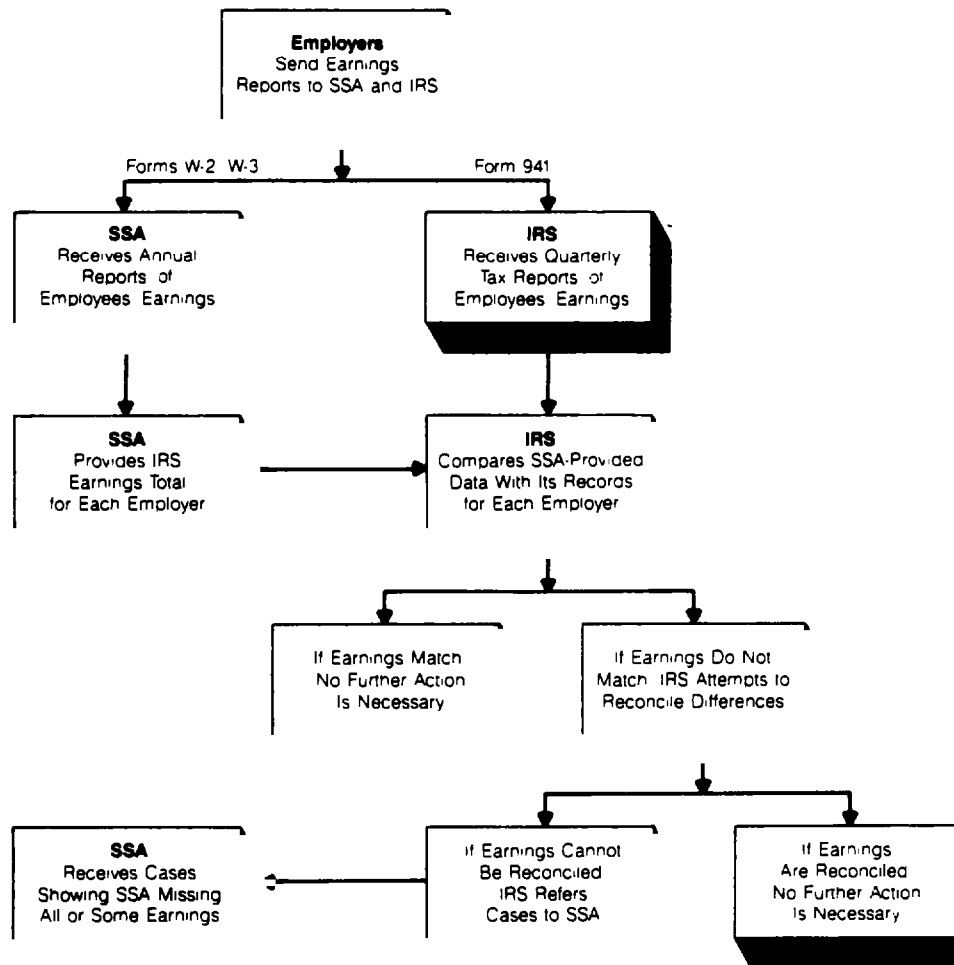 Employers
Send Earnings
Reports to SSA and IRS
Forms W-2 W-3
Form 941
SSA
Receives Annual
Reports of
Employees Earnings
IRS
Receives Quarterly
Tax Reports of
Employees Earnings
SSA
Provides IRS
Earnings Total
for Each Employer
IRS
Compares SSA-Provided
Data With Its Records
for Each Employer
If Earnings Match
No Further Action
Is Necessary
If Earnings Do Not
Match IRS Attempts to
Reconcile Differences
SSA
Receives Cases
Showing SSA Missing
All or Some Earnings
If Earnings Cannot
Be Reconciled
IRS Refers
Cases to SSA
If Earnings
Are Reconciled
No Further Action
Is Necessary